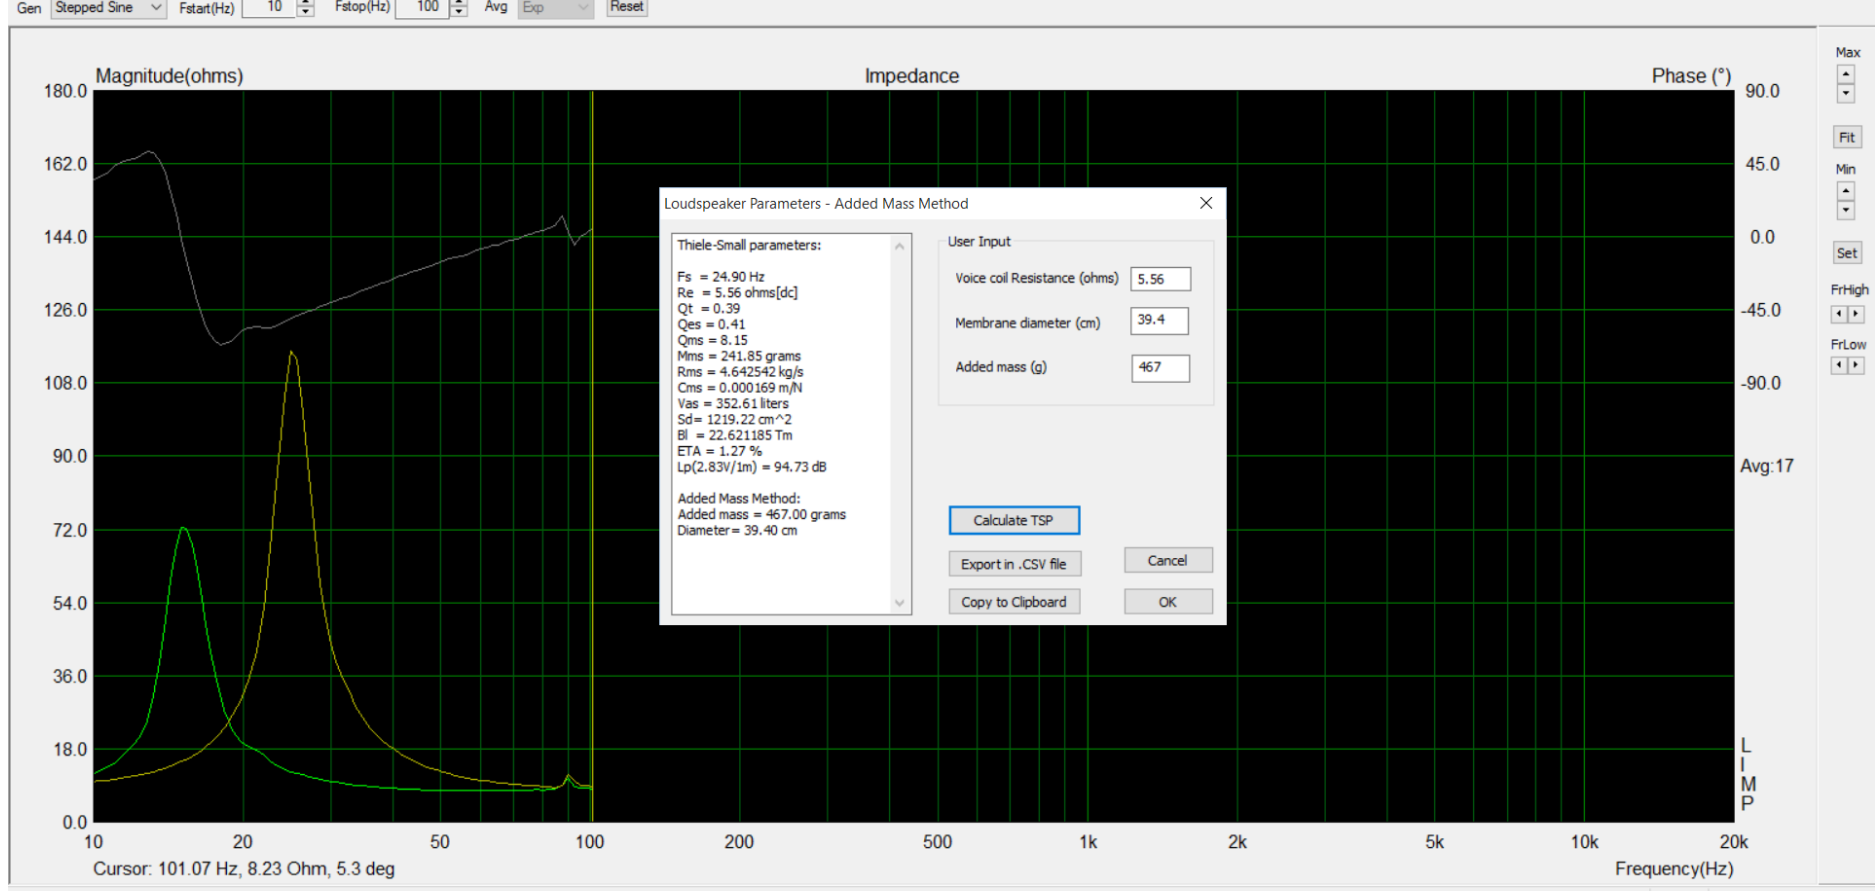 Gen Stepped Sine Fstart(Hz) 10 Fstop(Hz) 100 Avg Exp Reset
Magnitude(ohms) Impedance Phase (°)
180.0
162.0
144.0
126.0
108.0
90.0
72.0
54.0
36.0
18.0
0.0
10 20 50 100 200 500 1k 2k 5k 10k 20k
Cursor: 101.07 Hz, 8.23 Ohm, 5.3 deg
Frequency(Hz)
90.0
45.0
0.0
-45.0
-90.0
Avg:17
L
I
M
P
Max
Fit
Min
Set
FrHigh
FrLow
Loudspeaker Parameters - Added Mass Method
Thiele-Small parameters:
Fs = 24.90 Hz
Re = 5.56 ohms[dc]
Qt = 0.39
Qes = 0.41
Qms = 8.15
Mms = 241.85 grams
Rms = 4.642542 kg/s
Cms = 0.000169 m/N
Vas = 352.61 liters
Sd= 1219.22 cm^2
Bl = 22.621185 Tm
ETA = 1.27 %
Lp(2.83V/1m) = 94.73 dB
Added Mass Method:
Added mass = 467.00 grams
Diameter= 39.40 cm
User Input
Voice coil Resistance (ohms) 5.56
Membrane diameter (cm) 39.4
Added mass (g) 467
Calculate TSP
Export in .CSV file
Cancel
Copy to Clipboard
OK